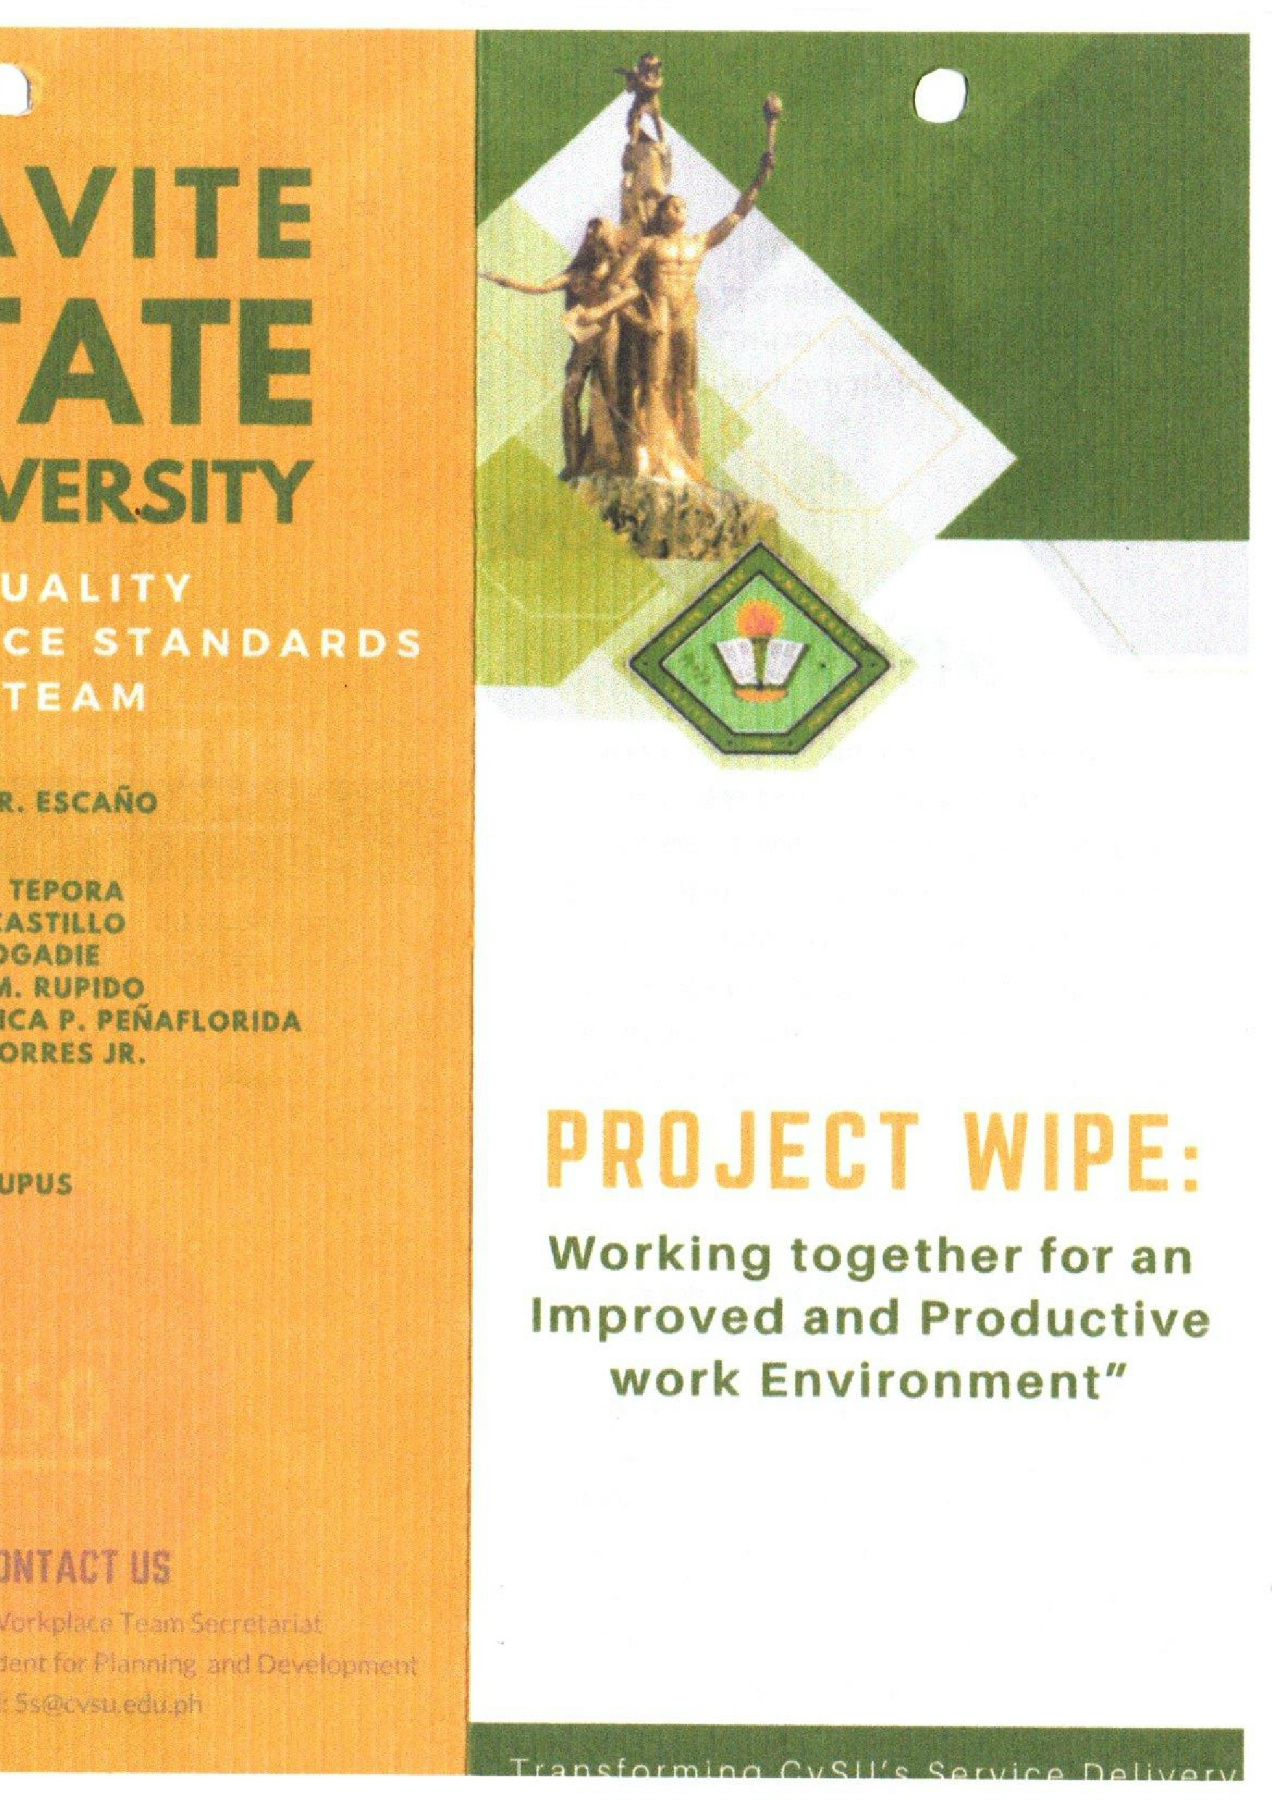 AVITE
TATE
VERSITY
UALITY
CE STANDARDS
TEAM
R. ESCAÑO
TEPORA
CASTILLO
OGADIE
M. RUPIDO
ICA P. PEÑAFLORIDA
ORRES JR.
UPUS
ONTACT US
Workplace Team Secretariat
dent for Planning and Development
: 5s@cvsu.edu.ph
PROJECT WIPE:
Working together for an
Improved and Productive
work Environment”
Transforming CvSU's Service Delivery